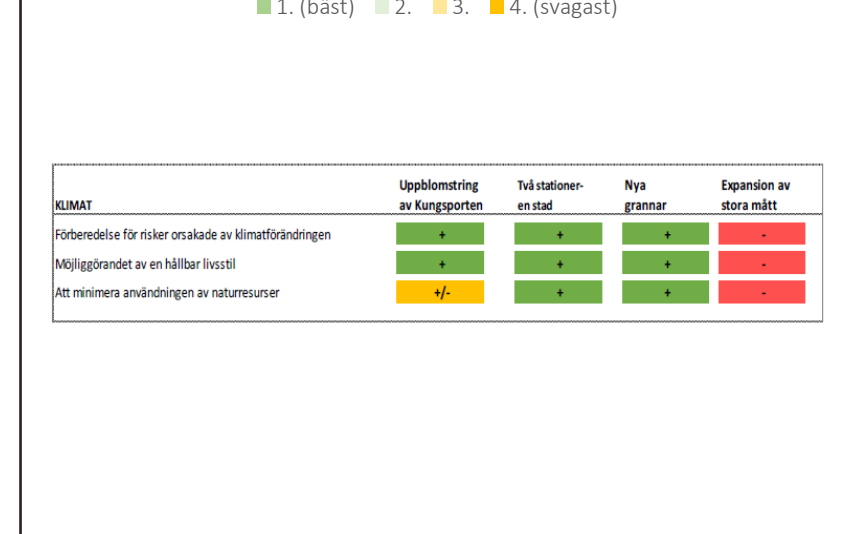 1. (bäst) 2. 3. 4. (svagast)
Uppblomstring Två stationer- Nya Expansion av
KLIMAT av Kungsporten en stad grannar stora mått
Förberedelse för risker orsakade av klimatförändringen + + + -
Möjliggörandet av en hållbar livsstil + + + -
Att minimera användningen av naturresurser +/- + + -